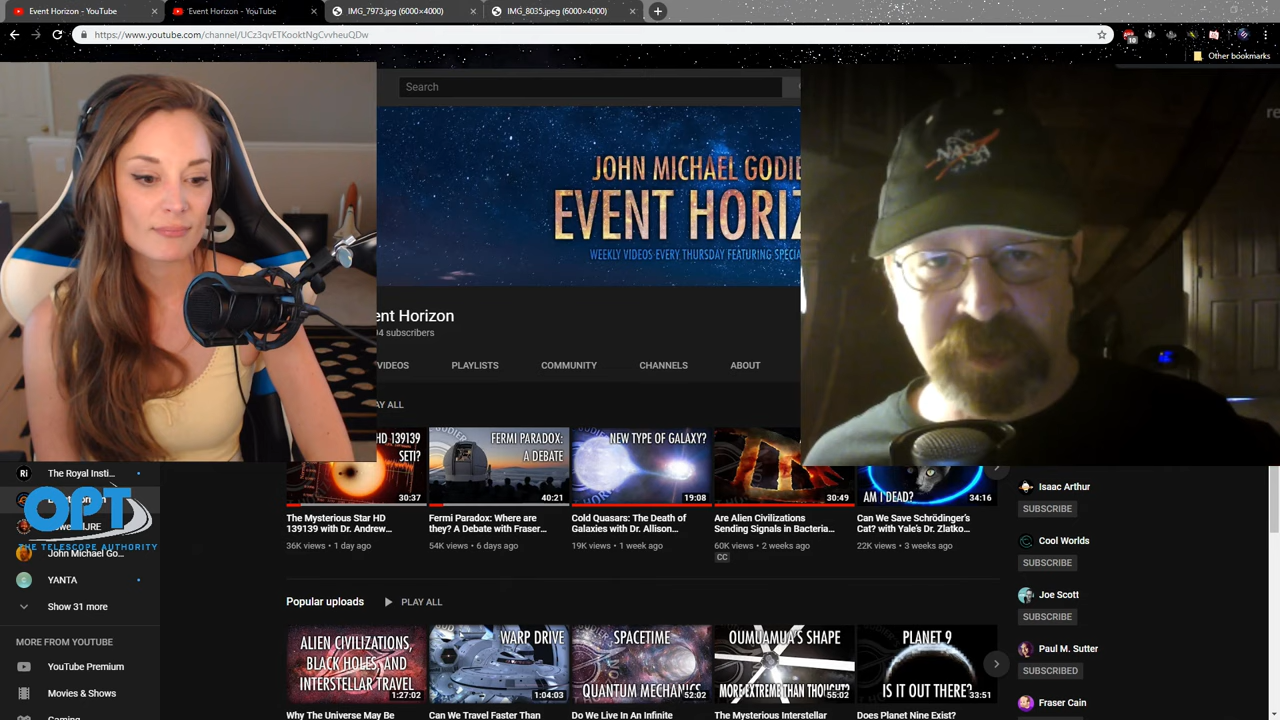 Event Horizon - YouTube
Event Horizon - YouTube
IMG_7973.jpg (6000×4000)
IMG_8035.jpeg (6000×4000)
https://www.youtube.com/channel/UCz3qvETKooktNgCvvheuQDw
Other bookmarks
Search
re
NASA
JOHN MICHAEL GODIE
EVENT HORIZ
WEEKLY VIDEOS EVERY THURSDAY FEATURING SPECIA
ent Horizon
94 subscribers
VIDEOS
PLAYLISTS
COMMUNITY
CHANNELS
ABOUT
AY ALL
HD 139139
SETI?
30:37
FERMI PARADOX:
A DEBATE
40:21
NEW TYPE OF GALAXY?
19:08
30:49
AM I DEAD?
34:16
The Mysterious Star HD
139139 with Dr. Andrew...
36K views • 1 day ago
Fermi Paradox: Where are
they? A Debate with Fraser...
54K views • 6 days ago
Cold Quasars: The Death of
Galaxies with Dr. Allison...
19K views • 1 week ago
Are Alien Civilizations
Sending Signals in Bacteria...
60K views • 2 weeks ago
CC
Can We Save Schrödinger's
Cat? with Yale's Dr. Zlatko...
22K views • 3 weeks ago
Ri
The Royal Insti...
OPT
THE TELESCOPE AUTHORITY
John Michael Go...
YANTA
Show 31 more
MORE FROM YOUTUBE
YouTube Premium
Movies & Shows
Gaming
Isaac Arthur
SUBSCRIBE
Cool Worlds
SUBSCRIBE
Joe Scott
SUBSCRIBE
Paul M. Sutter
SUBSCRIBED
Fraser Cain
Popular uploads
PLAY ALL
ALIEN CIVILIZATIONS,
BLACK HOLES, AND
INTERSTELLAR TRAVEL
1:27:02
WARP DRIVE
1:04:03
SPACETIME
QUANTUM MECHANICS
52:02
OUMUAMUA'S SHAPE
MORE EXTREME THAN THOUGHT?
55:02
PLANET 9
IS IT OUT THERE?
33:51
Why The Universe May Be
Can We Travel Faster Than
Do We Live In An Infinite
The Mysterious Interstellar
Does Planet Nine Exist?